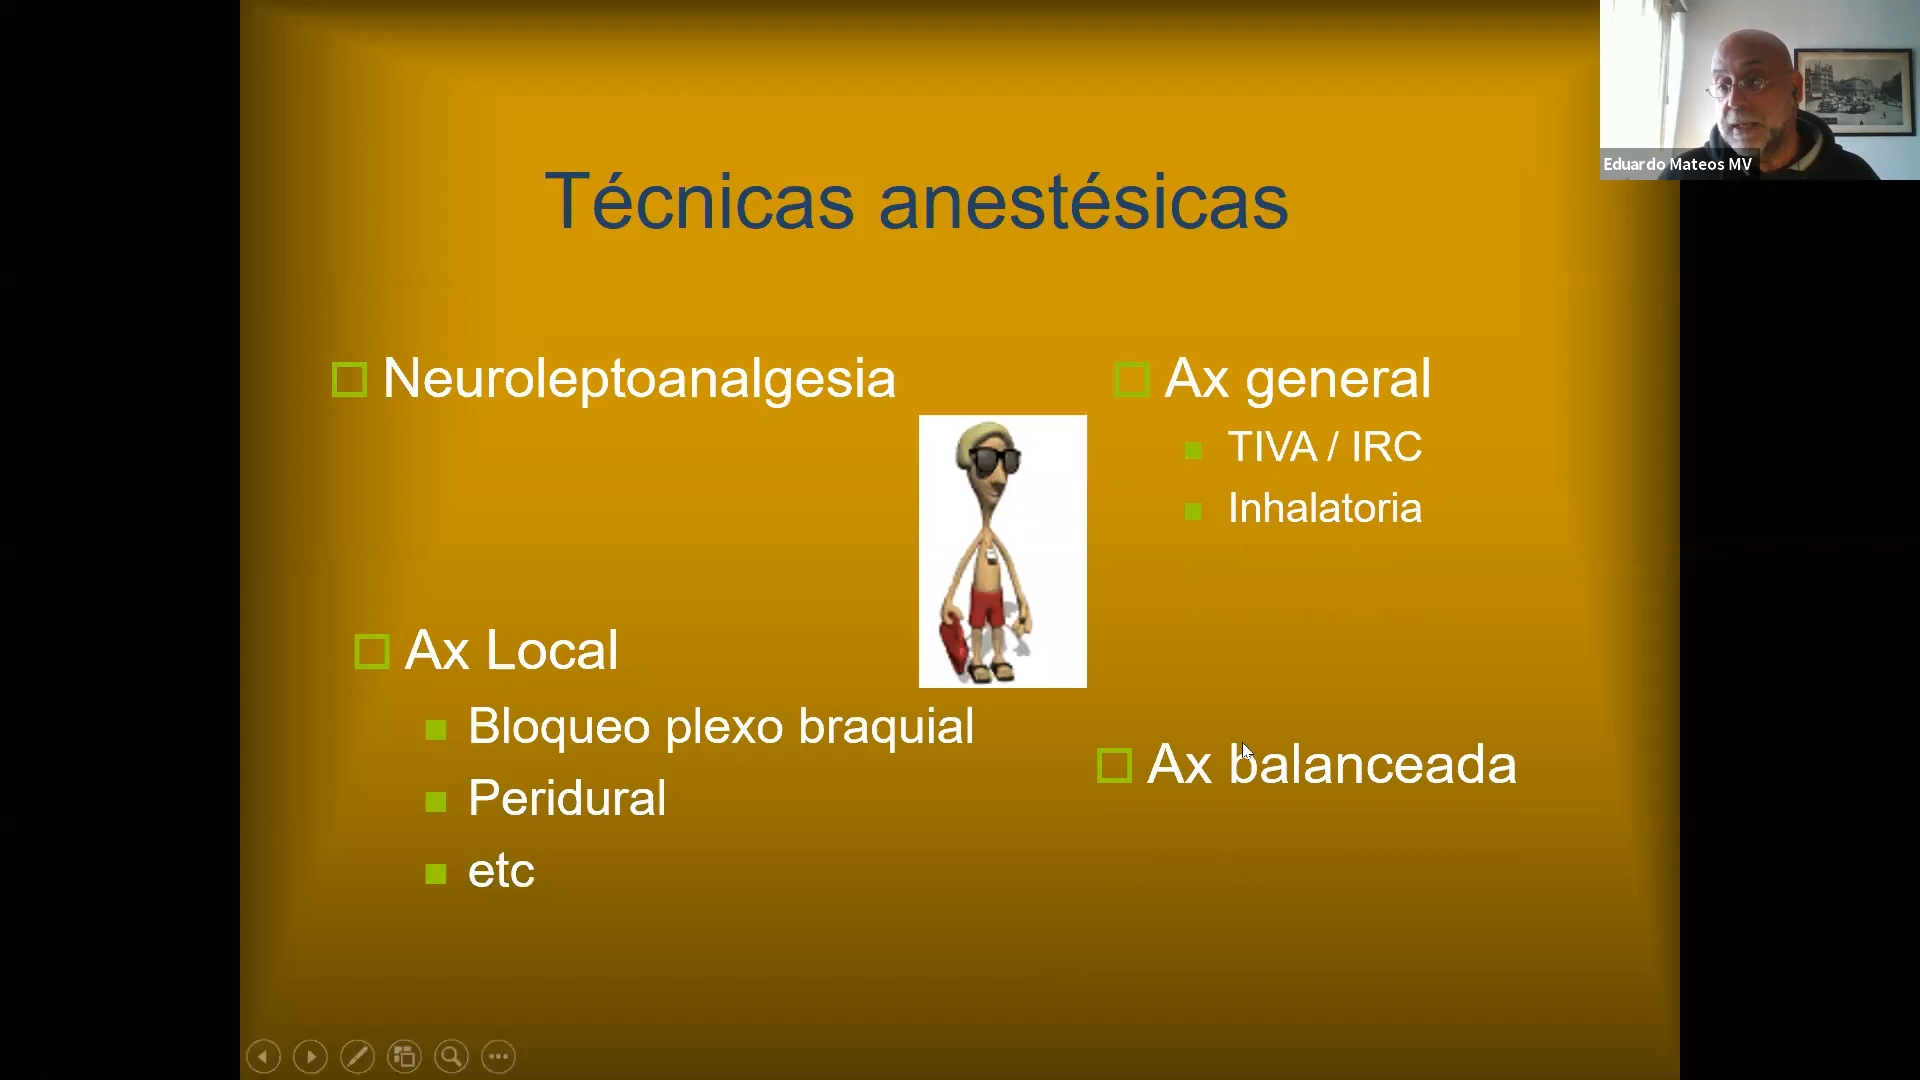 Eduardo Mateos MV
Técnicas anestésicas
Neuroleptoanalgesia
Ax general
TIVA / IRC
Inhalatoria
Ax Local
Bloqueo plexo braquial
Peridural
etc
Ax balanceada